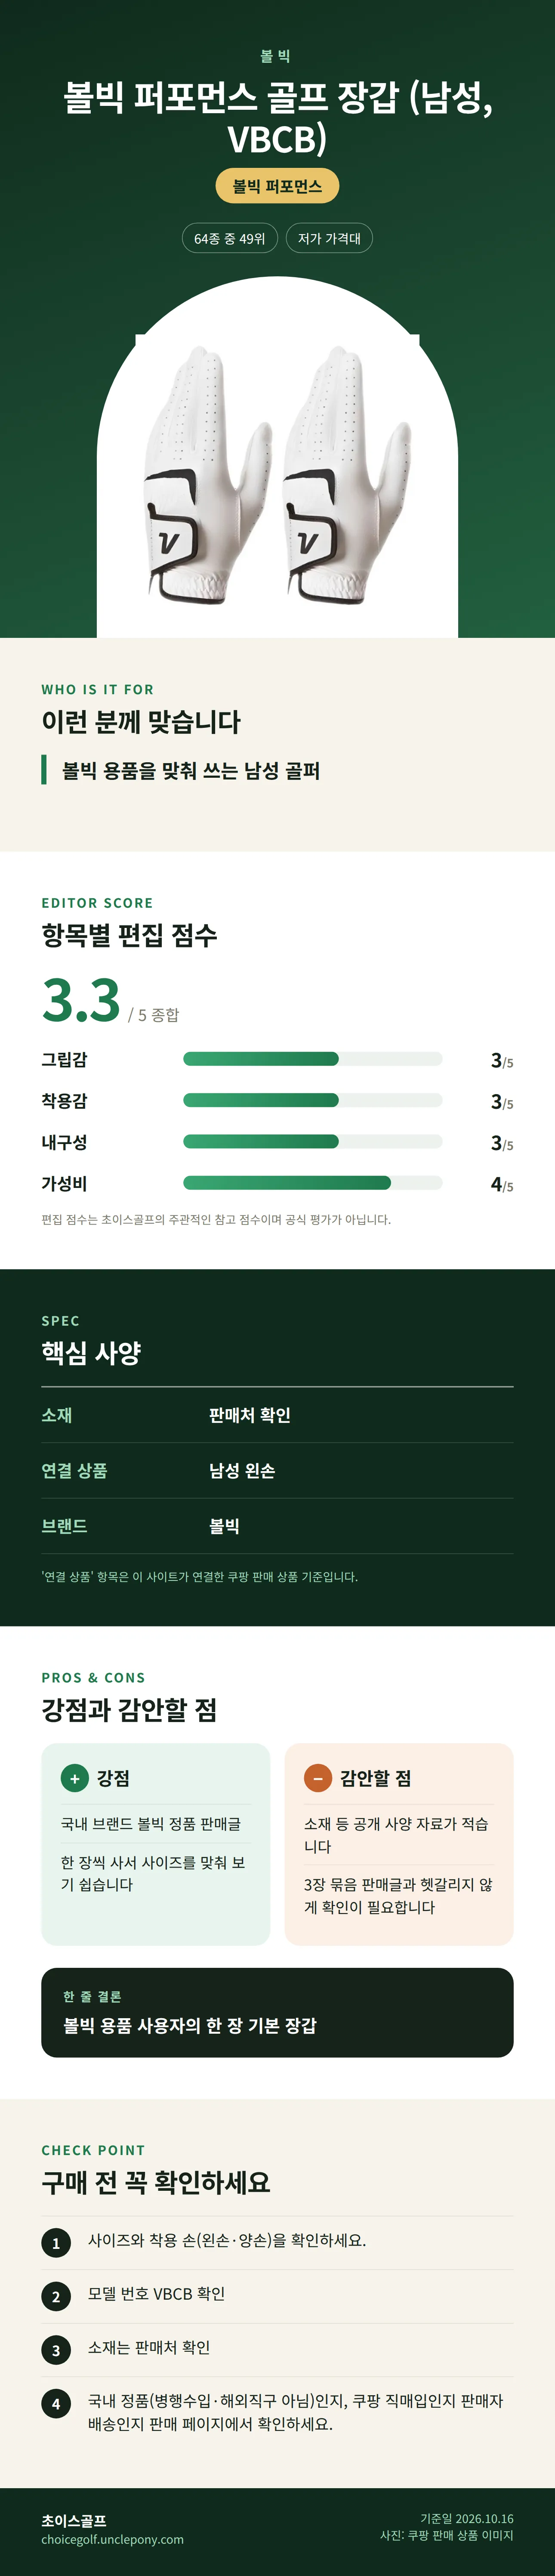 볼빅
볼빅 퍼포먼스 골프 장갑 (남성,
VBCB)
볼빅 퍼포먼스
64종 중 49위
저가 가격대
V
V
WHO IS IT FOR
이런 분께 맞습니다
볼빅 용품을 맞춰 쓰는 남성 골퍼
EDITOR SCORE
항목별 편집 점수
3.3 / 5 종합
그립감 3/5
착용감 3/5
내구성 3/5
가성비 4/5
편집 점수는 초이스골프의 주관적인 참고 점수이며 공식 평가가 아닙니다.
SPEC
핵심 사양
소재 판매처 확인
연결 상품 남성 왼손
브랜드 볼빅
'연결 상품' 항목은 이 사이트가 연결한 쿠팡 판매 상품 기준입니다.
PROS & CONS
강점과 감안할 점
+ 강점
국내 브랜드 볼빅 정품 판매글
한 장씩 사서 사이즈를 맞춰 보
기 쉽습니다
− 감안할 점
소재 등 공개 사양 자료가 적습
니다
3장 묶음 판매글과 헷갈리지 않
게 확인이 필요합니다
한 줄 결론
볼빅 용품 사용자의 한 장 기본 장갑
CHECK POINT
구매 전 꼭 확인하세요
1 사이즈와 착용 손(왼손·양손)을 확인하세요.
2 모델 번호 VBCB 확인
3 소재는 판매처 확인
4 국내 정품(병행수입·해외직구 아님)인지, 쿠팡 직매입인지 판매자
배송인지 판매 페이지에서 확인하세요.
초이스골프
choicegolf.unclepony.com
기준일 2026.10.16
사진: 쿠팡 판매 상품 이미지